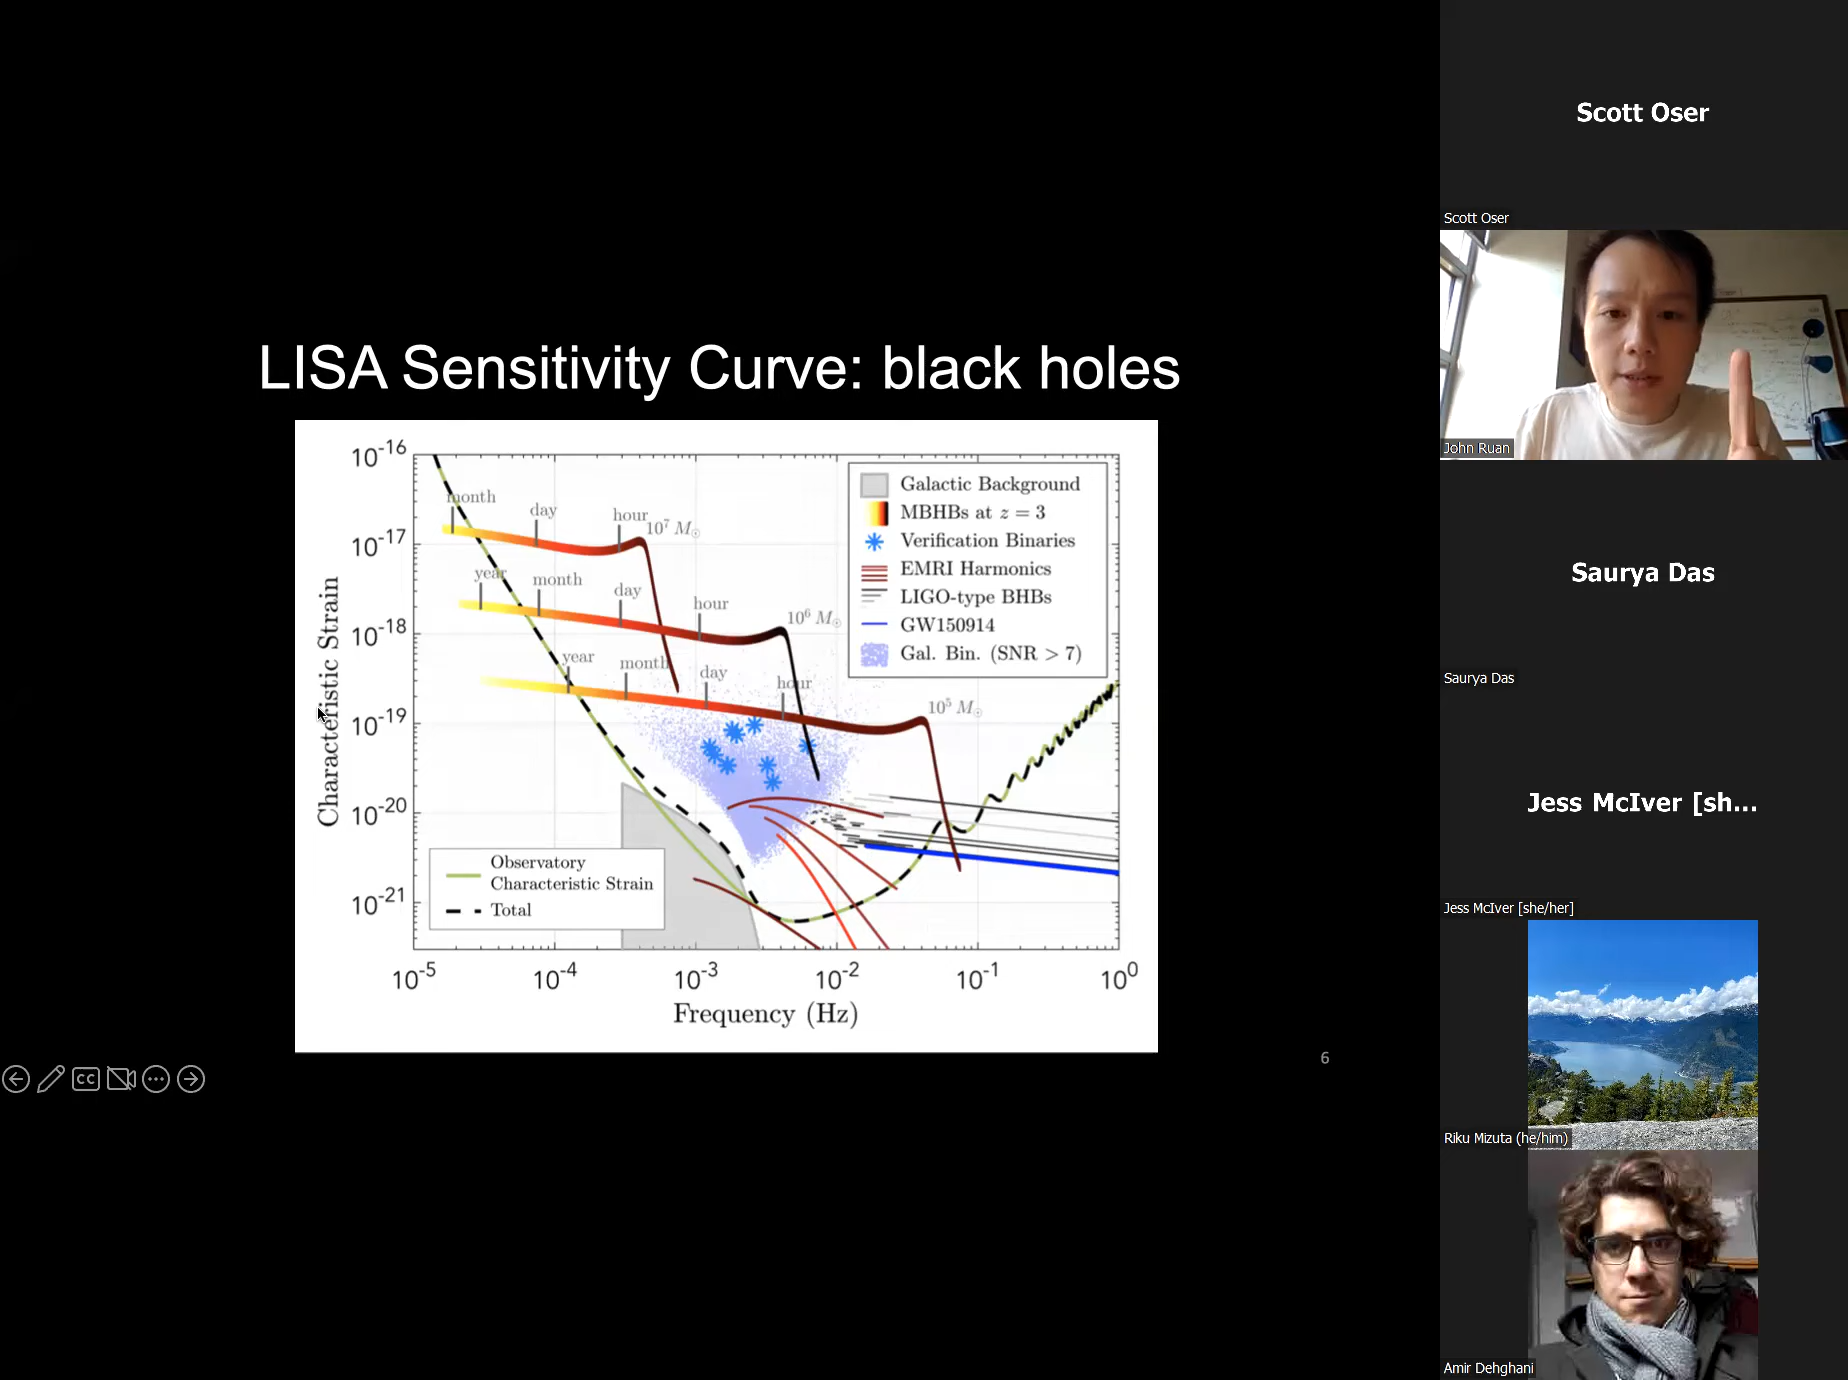 LISA Sensitivity Curve: black holes
10-16
10-17
10-18
10-19
10-20
10-21
Characteristic Strain
month
day
hour
10⁷ M☉
year
month
day
hour
10⁶ M☉
year
month
day
hour
10⁵ M☉
Galactic Background
MBHBs at z = 3
Verification Binaries
EMRI Harmonics
LIGO-type BHBs
GW150914
Gal. Bin. (SNR > 7)
Observatory
Characteristic Strain
Total
10-5
10-4
10-3
10-2
10-1
10⁰
Frequency (Hz)
6
CC
Scott Oser
Scott Oser
John Ruan
Saurya Das
Saurya Das
Jess McIver [sh...
Jess McIver [she/her]
Riku Mizuta (he/him)
Amir Dehghani